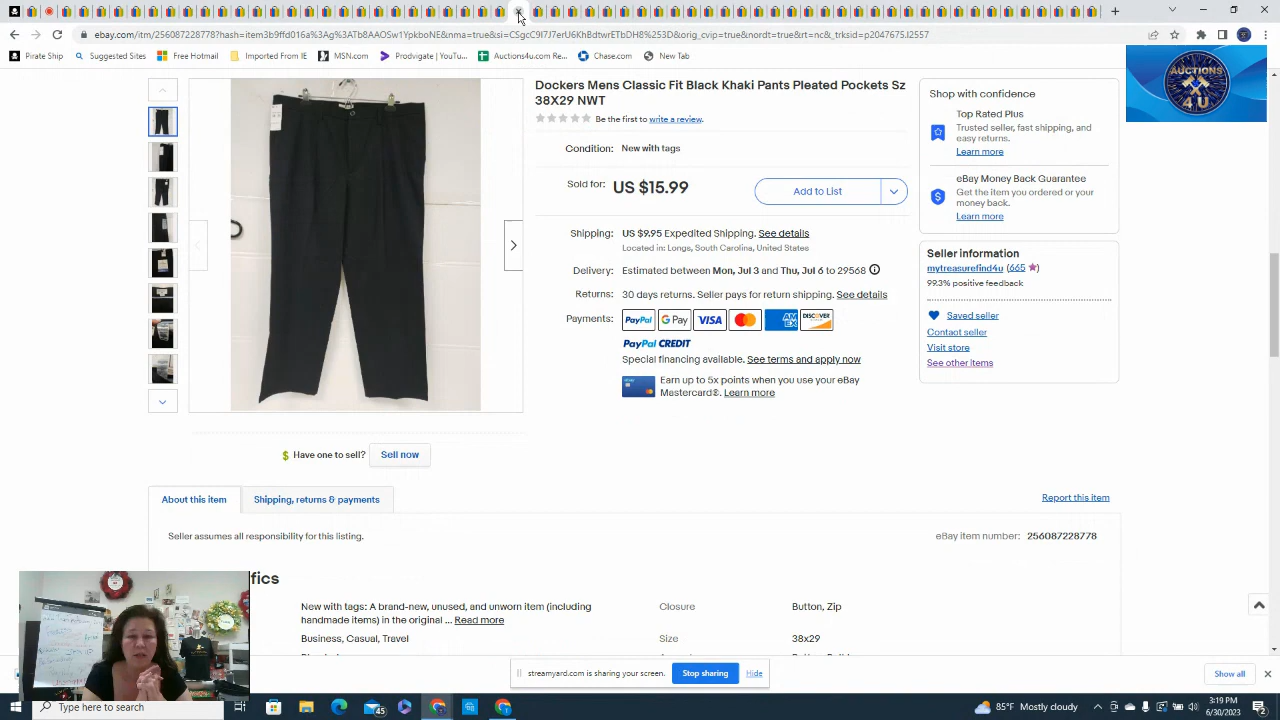 ebay.com/itm/256087228778?hash=item3b9ffd016a%3Ag%3ATb8AAOSw1YpkboNE&nma=true&si=CSgcC9I7J7erU6KhBdtwrETbDH8%253D&orig_cvip=true&nordt=true&rt=nc&_trksid=p2047675.l2557
Pirate Ship
Suggested Sites
Free Hotmail
Imported From IE
Amazon MWS
Prodvigate | YouTu...
Auctions4u.com Re...
Chase.com
New Tab
AUCTIONS
4 U
Dockers Mens Classic Fit Black Khaki Pants Pleated Pockets Sz
38X29 NWT
Be the first to write a review.
Condition: New with tags
Sold for: US $15.99
Add to List
Shipping: US $9.95 Expedited Shipping. See details
Located in: Longs, South Carolina, United States
Delivery: Estimated between Mon, Jul 3 and Thu, Jul 6 to 29568
Returns: 30 days returns. Seller pays for return shipping. See details
Payments: PayPal G Pay VISA AM EX DISCOVER
PayPal CREDIT
Special financing available. See terms and apply now
Earn up to 5x points when you use your eBay
Mastercard®. Learn more
Shop with confidence
Top Rated Plus
Trusted seller, fast shipping, and
easy returns.
Learn more
eBay Money Back Guarantee
Get the item you ordered or your
money back.
Learn more
Seller information
mytreasurefind4u (665)
99.3% positive feedback
Saved seller
Contact seller
Visit store
See other items
Have one to sell? Sell now
About this item
Shipping, returns & payments
Report this item
Seller assumes all responsibility for this listing.
eBay item number: 256087228778
fics
New with tags: A brand-new, unused, and unworn item (including
handmade items) in the original ... Read more
Closure
Button, Zip
Business, Casual, Travel
Size
38x29
streamyard.com is sharing your screen.
Stop sharing
Hide
Show all
Type here to search
45
85°F Mostly cloudy
3:19 PM
6/30/2023
2